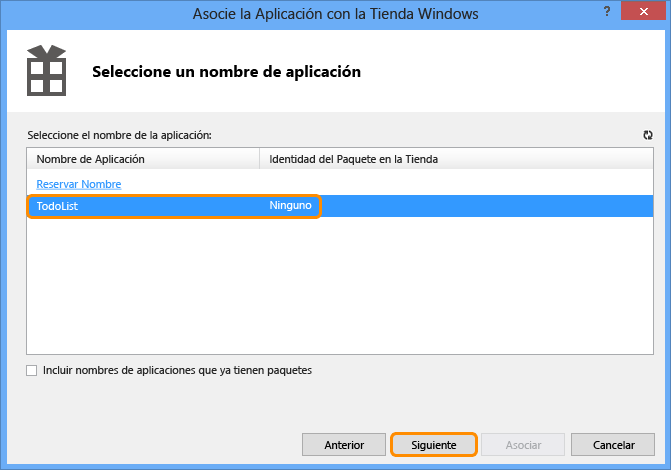 Asocie la Aplicación con la Tienda Windows
?
Seleccione un nombre de aplicación
Seleccione el nombre de la aplicación:
Nombre de Aplicación Identidad del Paquete en la Tienda
Reservar Nombre
TodoList Ninguno
Incluir nombres de aplicaciones que ya tienen paquetes
Anterior Siguiente Asociar Cancelar